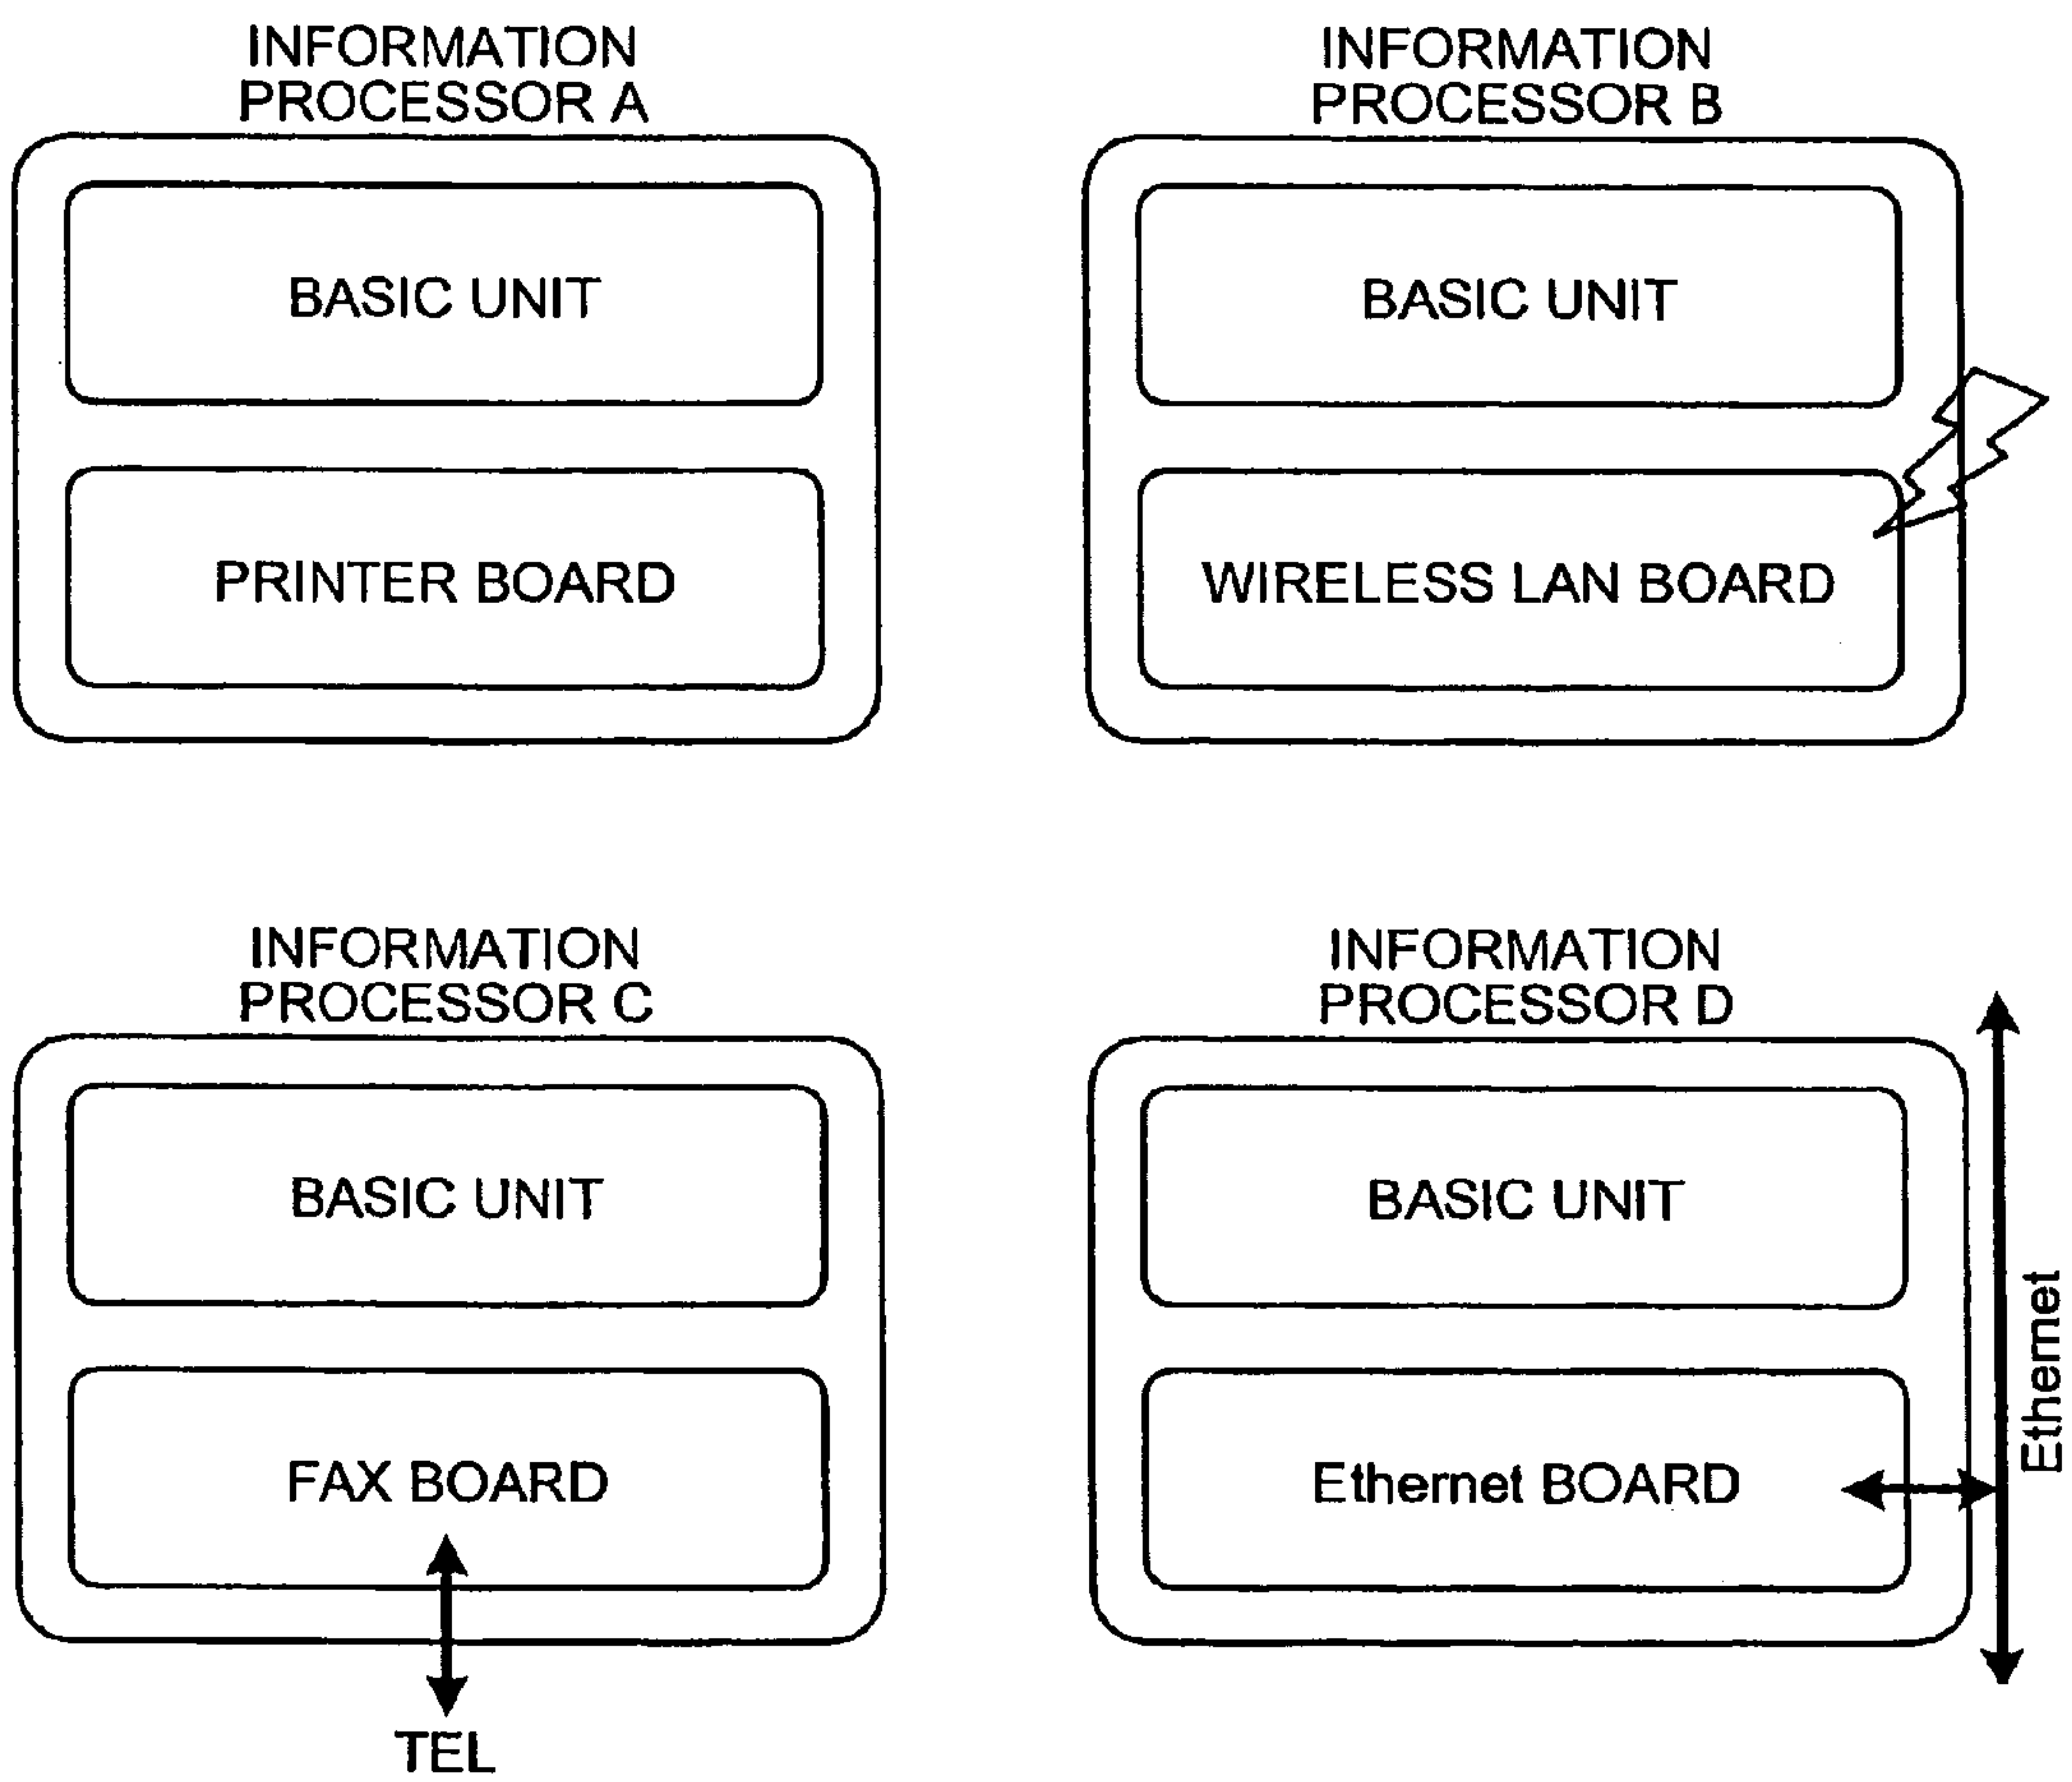 INFORMATION
PROCESSOR A
BASIC UNIT
PRINTER BOARD
INFORMATION
PROCESSOR B
BASIC UNIT
WIRELESS LAN BOARD
INFORMATION
PROCESSOR C
BASIC UNIT
FAX BOARD
TEL
INFORMATION
PROCESSOR D
BASIC UNIT
Ethernet BOARD
Ethernet